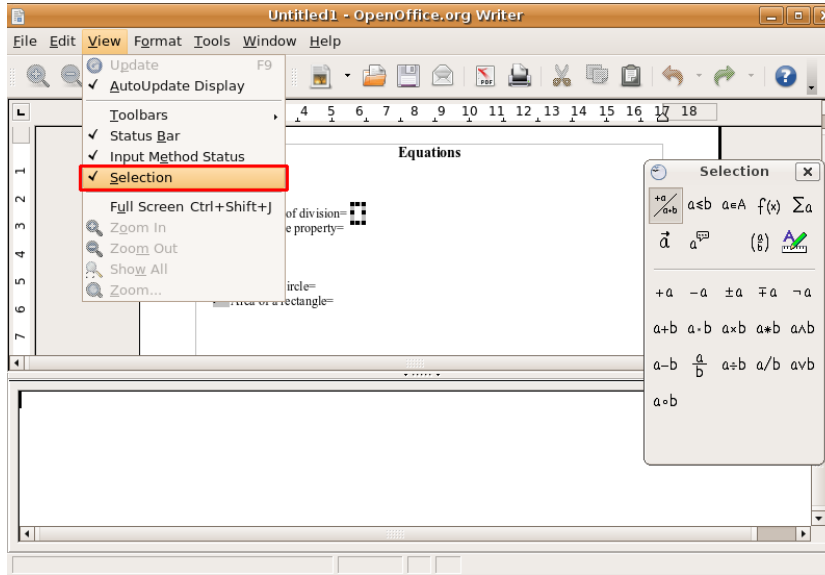 Untitled1 - OpenOffice.org Writer
File Edit View Format Tools Window Help
Update F9
AutoUpdate Display
Toolbars
Status Bar
Input Method Status
Selection
Full Screen Ctrl+Shift+J
Zoom In
Zoom Out
Show All
Zoom...
4 5 6 7 8 9 10 11 12 13 14 15 16 17 18
1
2
3
4
5
6
7
Equations
of division=
e property=
ircle=
Area of a rectangle=
Selection
+a/a+b a≤b a∈A f(x) Σa
a⃗ a (a b)
+a -a ±a ∓a ¬a
a+b a·b a×b a∗b a∧b
a−b a/b a÷b a/b a∨b
a∘b